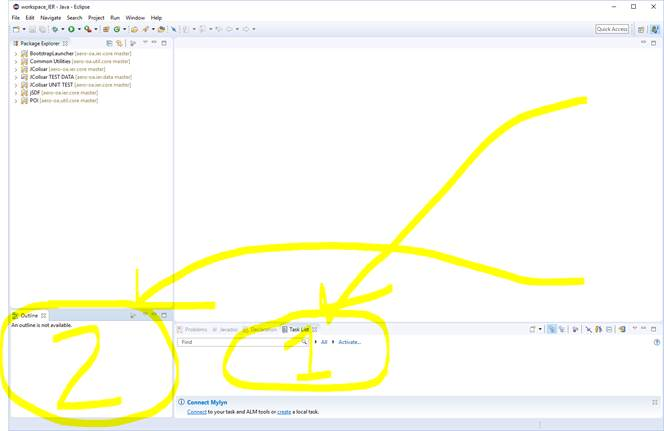 workspace_IER - Java - Eclipse
File Edit Navigate Search Project Run Window Help
Quick Access
Package Explorer
BootstrapLauncher [aero-oa.ier.core master]
Common Utilities [aero-oa.util.core master]
JColisar [aero-oa.ier.core master]
JColisar TEST DATA [aero-oa.ier.data master]
JColisar UNIT TEST [aero-oa.ier.core master]
jSDF [aero-oa.ier.core master]
POI [aero-oa.util.core master]
Outline
An outline is not available.
2
Problems Javadoc Declaration Task List
Find All Activate...
1
Connect Mylyn
Connect to your task and ALM tools or create a local task.